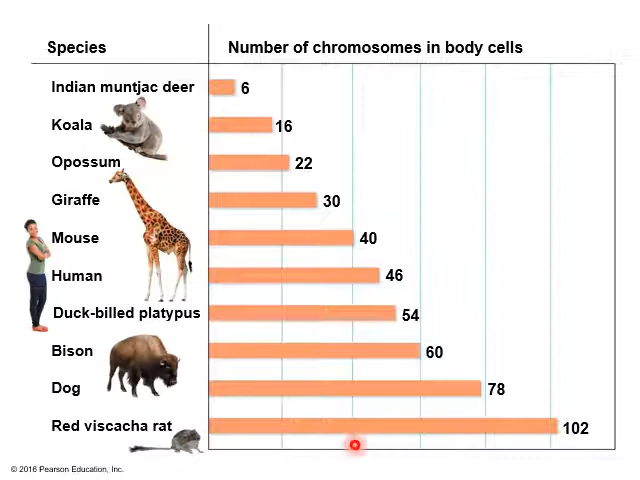 Species Number of chromosomes in body cells
Indian muntjac deer 6
Koala 16
Opossum 22
Giraffe 30
Mouse 40
Human 46
Duck-billed platypus 54
Bison 60
Dog 78
Red viscacha rat 102
© 2016 Pearson Education, Inc.